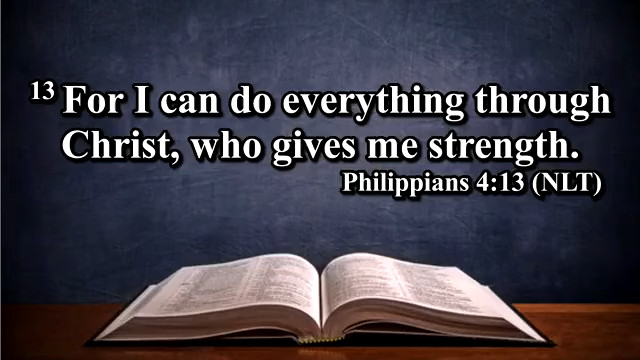 13 For I can do everything through
Christ, who gives me strength.
Philippians 4:13 (NLT)